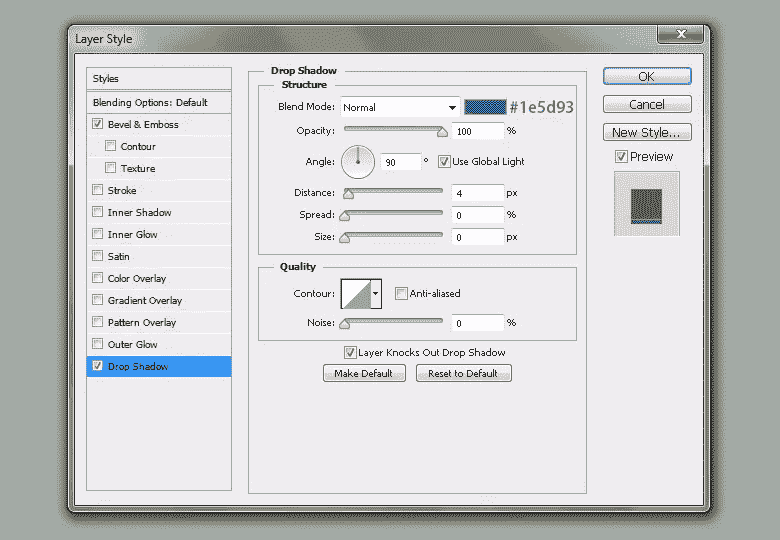 Layer Style
X
Styles
Blending Options: Default
Bevel & Emboss
Contour
Texture
Stroke
Inner Shadow
Inner Glow
Satin
Color Overlay
Gradient Overlay
Pattern Overlay
Outer Glow
Drop Shadow
Drop Shadow
Structure
Blend Mode: Normal #1e5d93
Opacity: 100 %
Angle: 90 ° Use Global Light
Distance: 4 px
Spread: 0 %
Size: 0 px
Quality
Contour: Anti-aliased
Noise: 0 %
Layer Knocks Out Drop Shadow
Make Default Reset to Default
OK
Cancel
New Style...
Preview